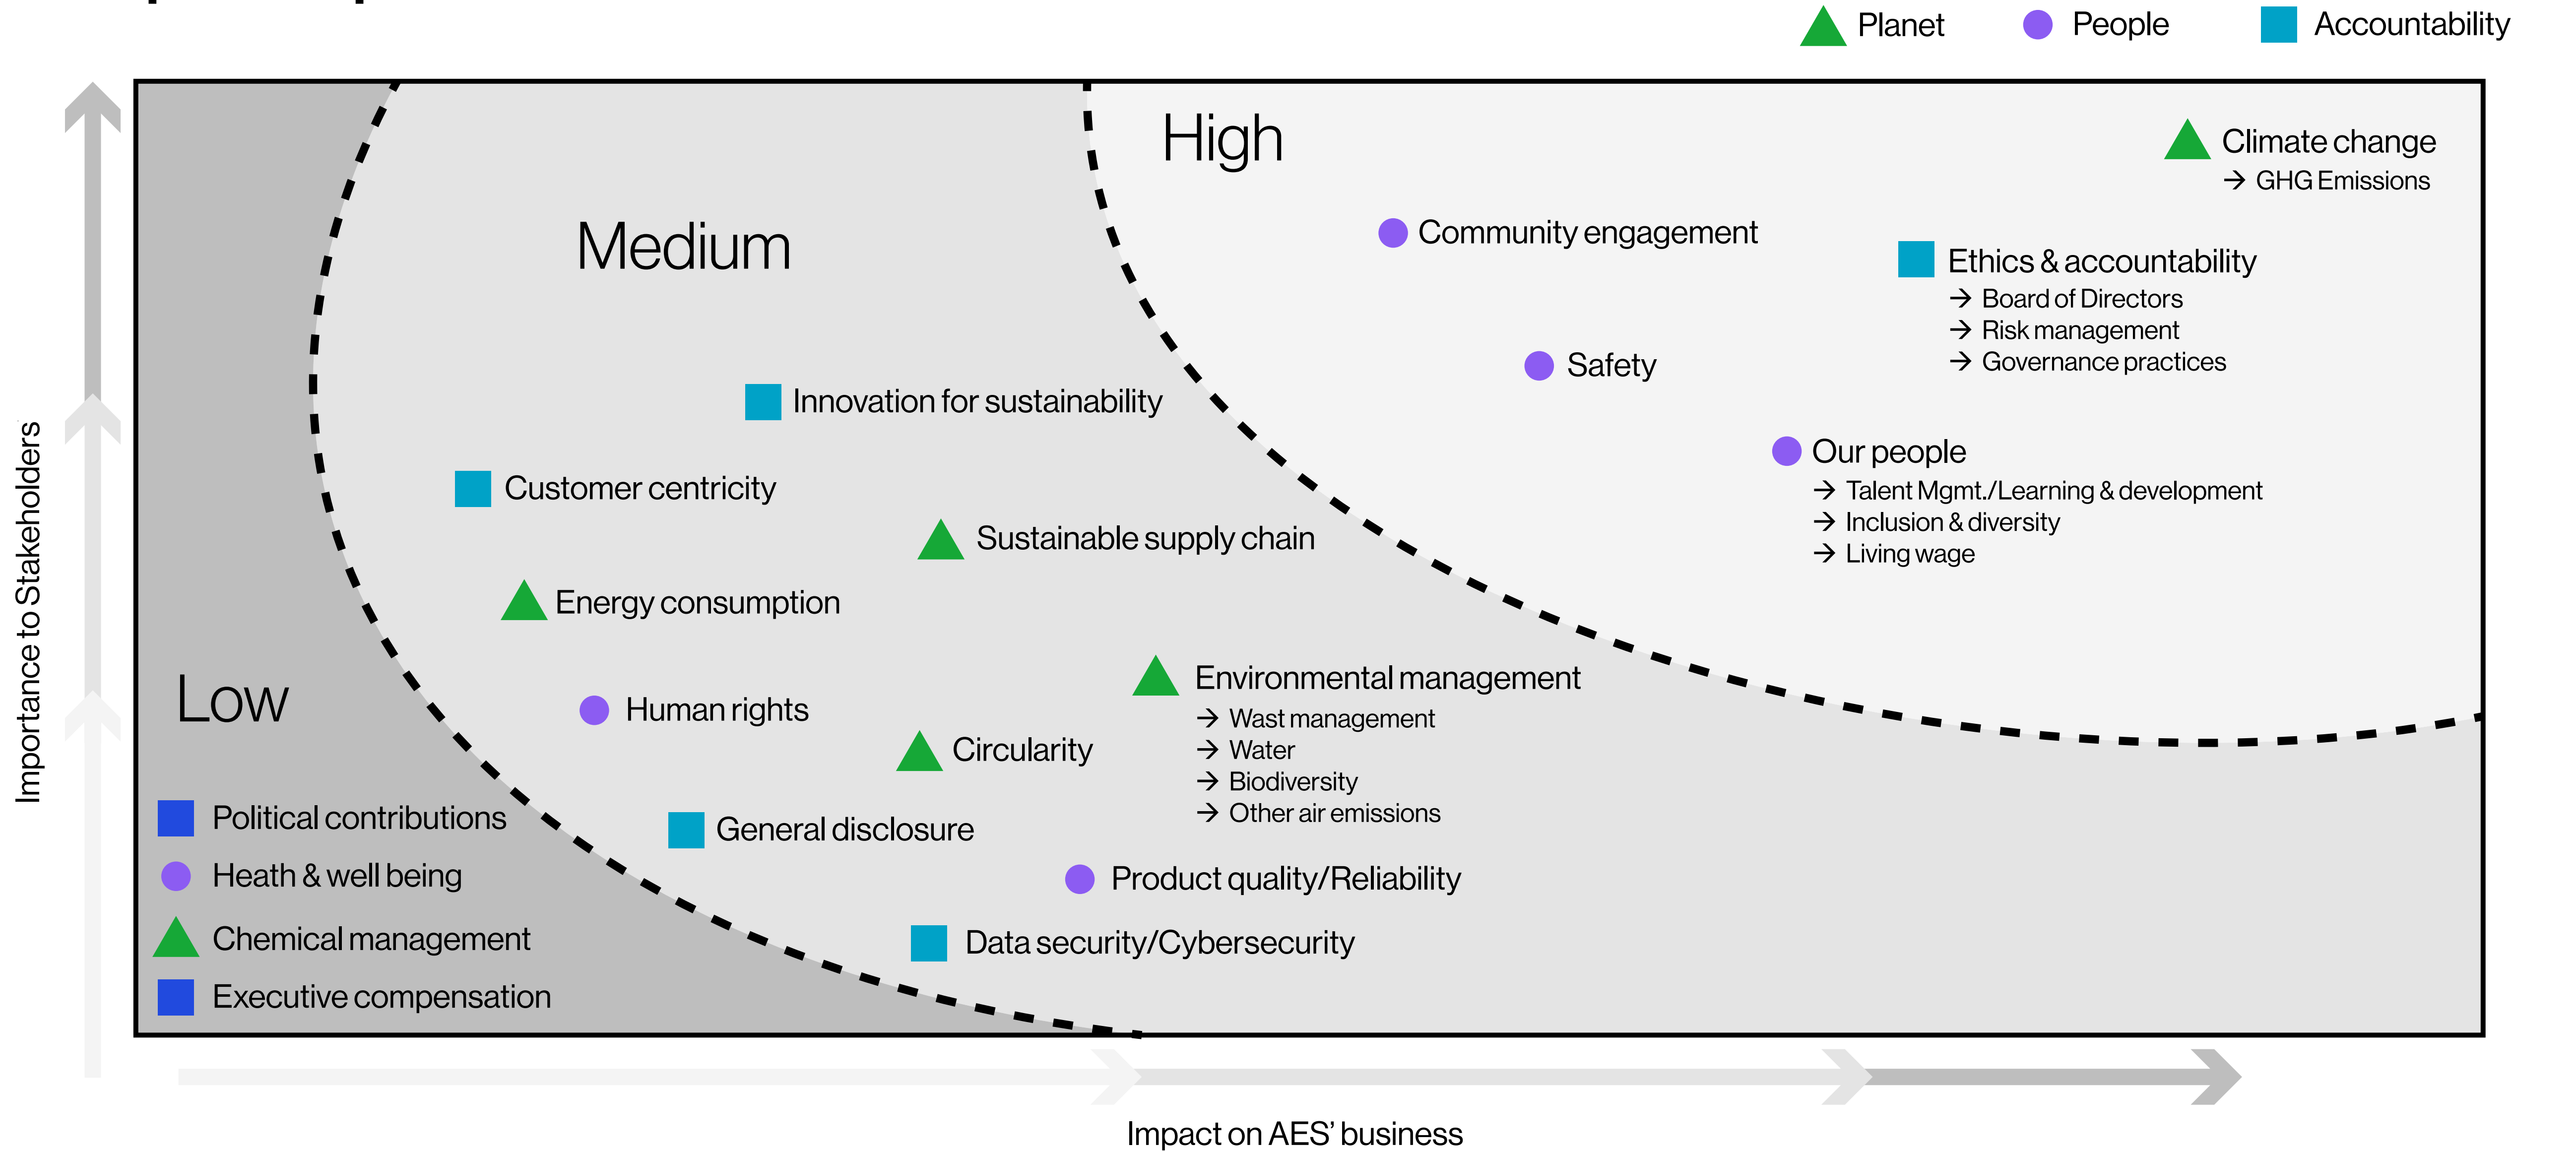 Planet
People
Accountability
High
Climate change
→ GHG Emissions
Community engagement
Ethics & accountability
→ Board of Directors
→ Risk management
→ Governance practices
Medium
Safety
Innovation for sustainability
Our people
→ Talent Mgmt./Learning & development
→ Inclusion & diversity
→ Living wage
Customer centricity
Sustainable supply chain
Energy consumption
Environmental management
→ Wast management
→ Water
→ Biodiversity
→ Other air emissions
Human rights
Circularity
General disclosure
Product quality/Reliability
Data security/Cybersecurity
Low
Political contributions
Heath & well being
Chemical management
Executive compensation
Importance to Stakeholders
Impact on AES’ business